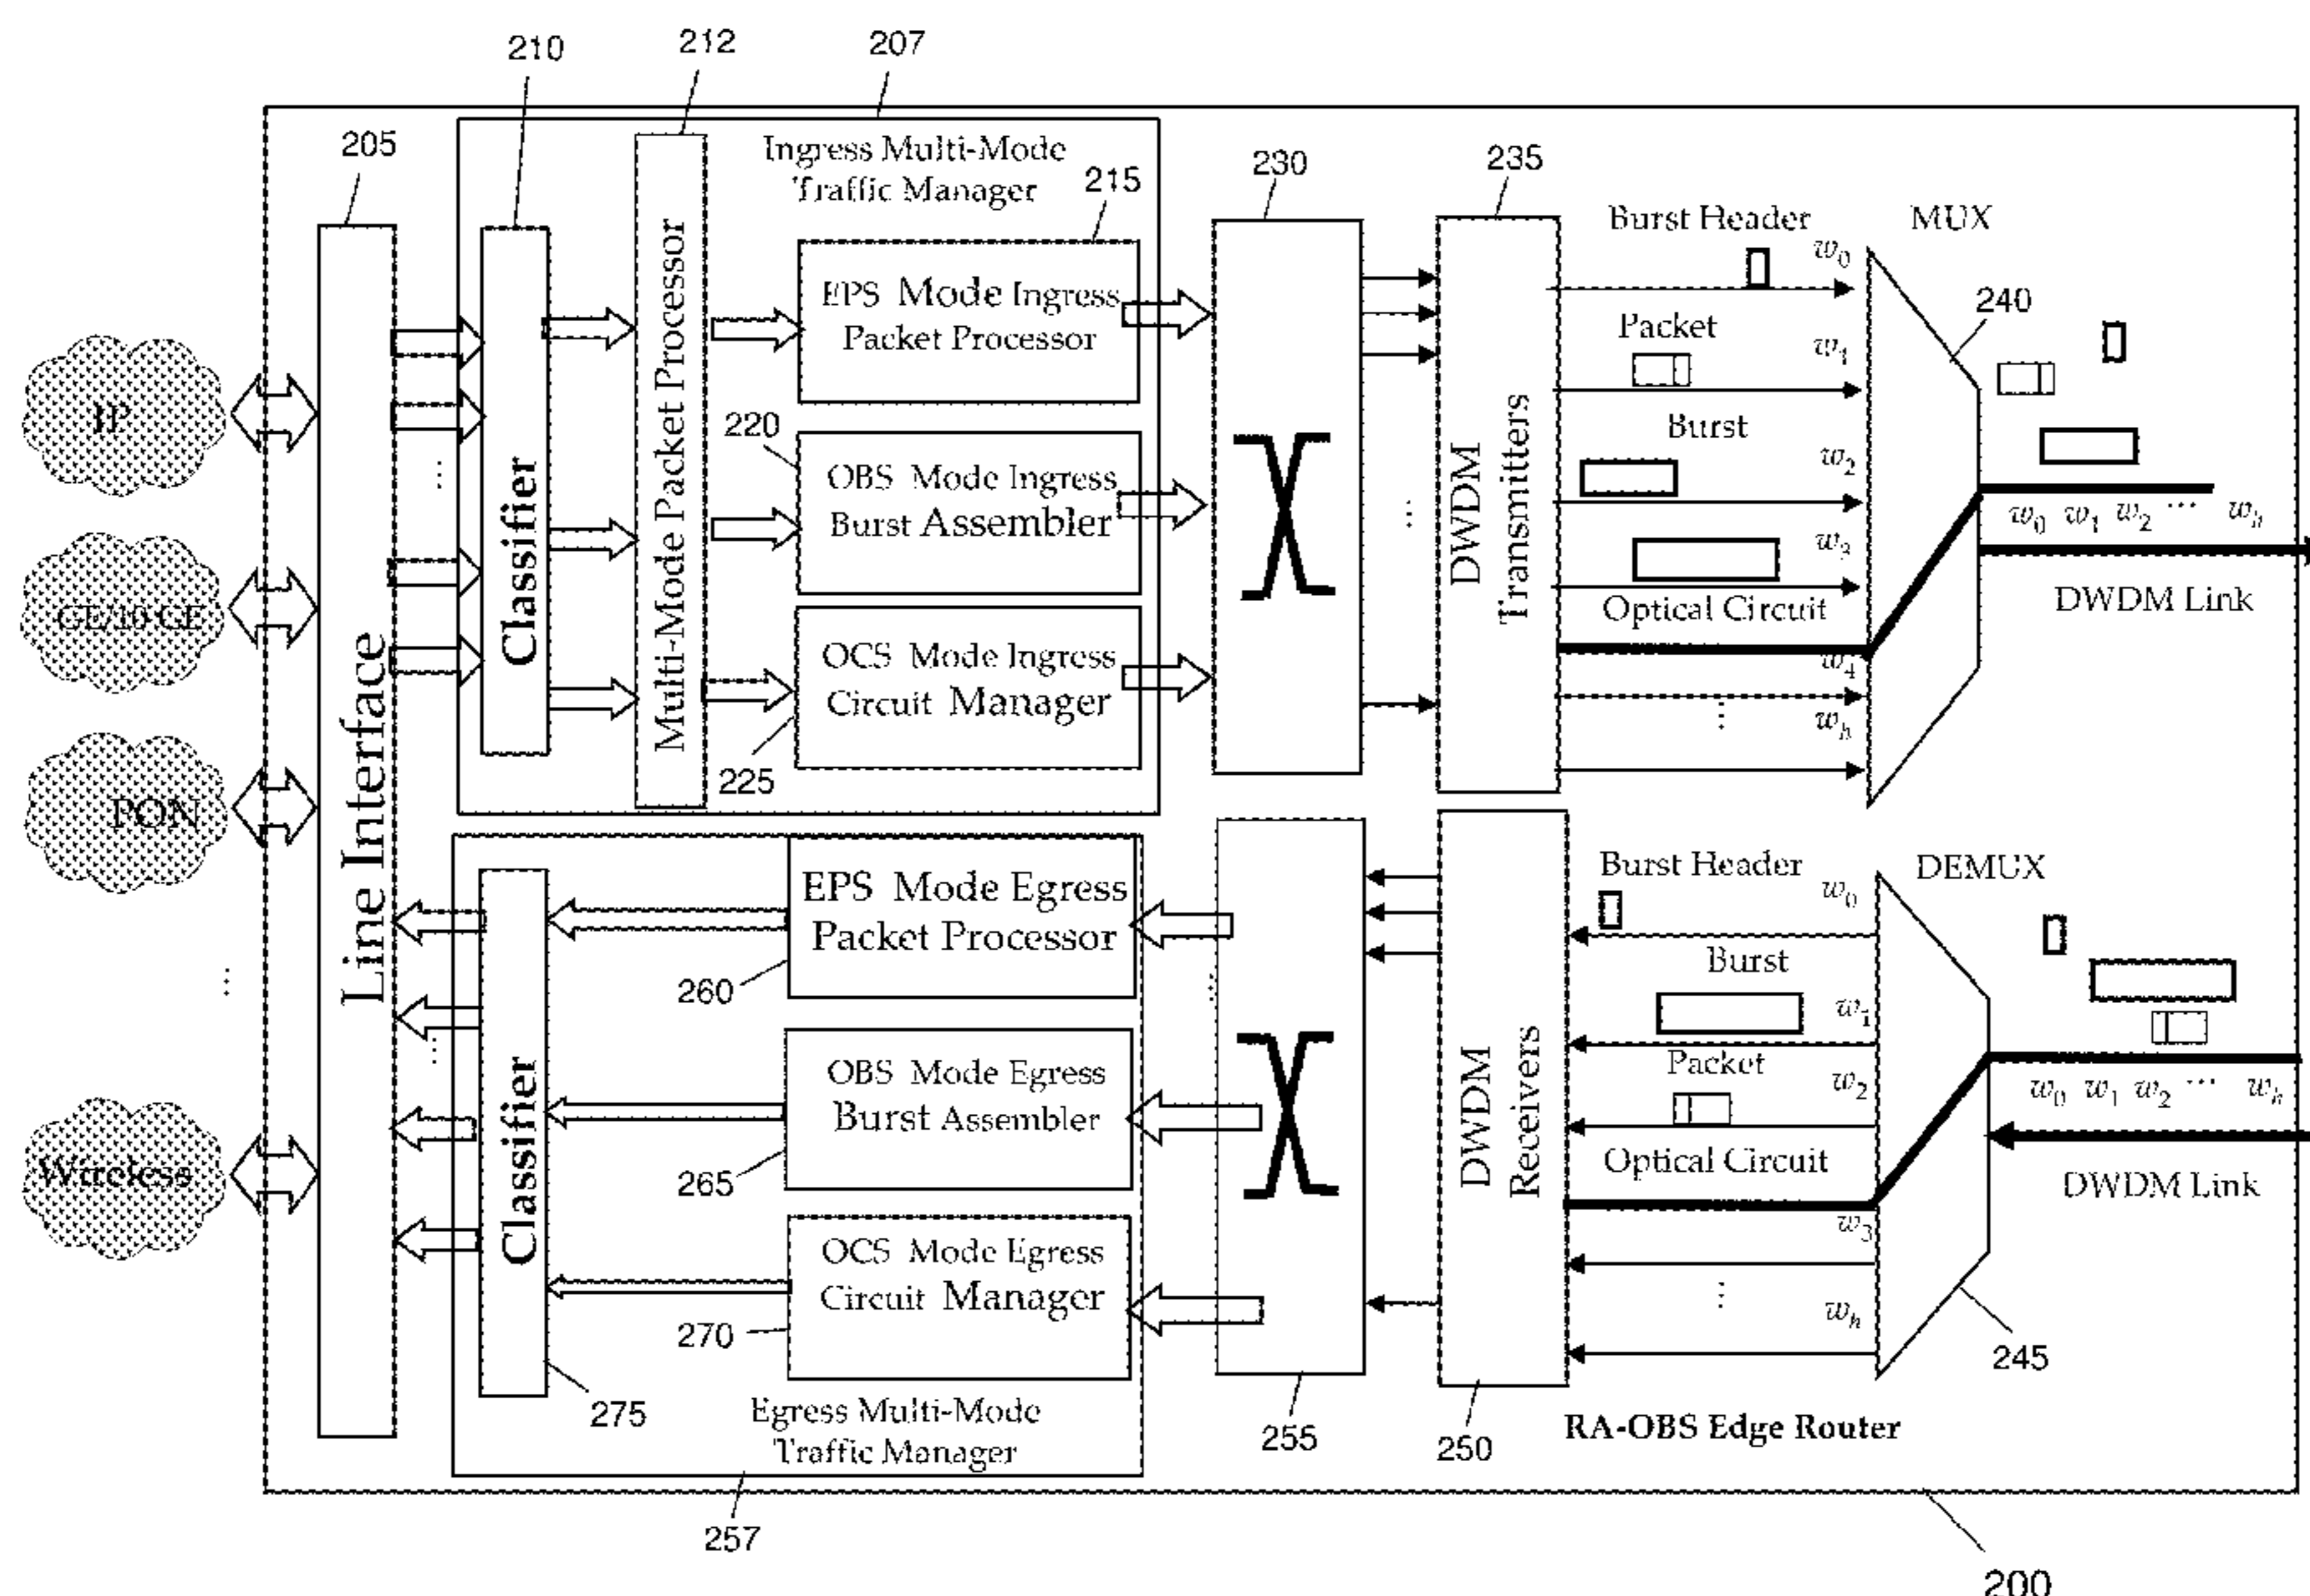 210
212
207
205
Ingress Multi-Mode
Traffic Manager
215
230
235
Burst Header
MUX
w0
240
Classifier
Multi-Mode Packet Processor
EPS Mode Ingress
Packet Processor
Packet
w1
220
OBS Mode Ingress
Burst Assembler
...
DWDM
Transmitters
Burst
w2
w3
w0 w1 w2 ... wh
DWDM Link
OCS Mode Ingress
Circuit Manager
225
Optical Circuit
w4
...
wh
IP
GE/10 GE
PON
...
Wireless
Line Interface
...
...
Classifier
EPS Mode Egress
Packet Processor
260
...
OBS Mode Egress
Burst Assembler
265
OCS Mode Egress
Circuit Manager
270
275
Egress Multi-Mode
Traffic Manager
257
255
DWDM
Receivers
250
Burst Header
DEMUX
w0
Burst
w1
Packet
w2
w0 w1 w2 ... wh
Optical Circuit
DWDM Link
w3
...
wh
245
RA-OBS Edge Router
200